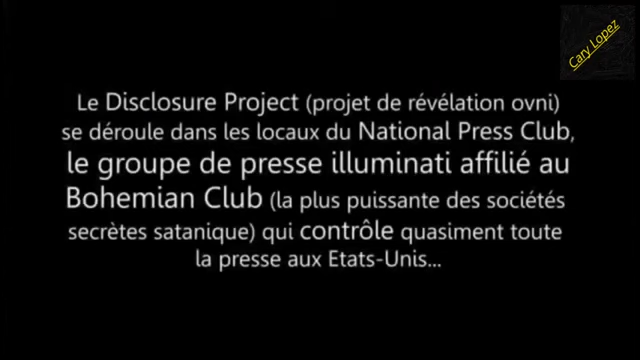 Cary Lopez
Le Disclosure Project (projet de révélation ovni)
se déroule dans les locaux du National Press Club,
le groupe de presse illuminati affilié au
Bohemian Club (la plus puissante des sociétés
secrètes satanique) qui contrôle quasiment toute
la presse aux Etats-Unis...